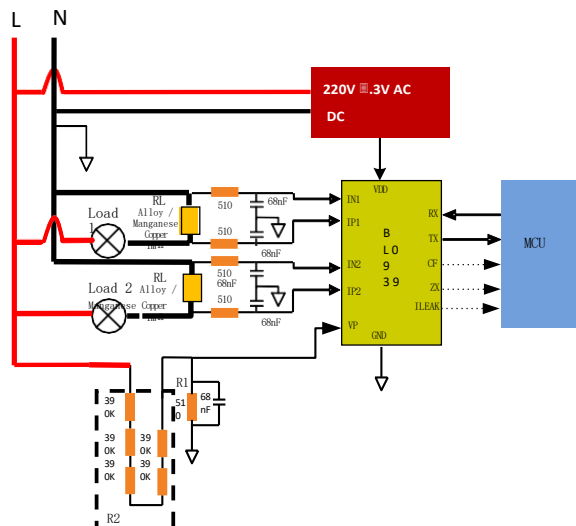 L N
220V .3V AC
DC
VDD
RL
Alloy /
Manganese
Copper
Load
1
510
68nF
510
IN1
IP1
510
68nF
510
68nF
IN2
IP2
RL
Alloy /
Load 2
Manganese Copper
B
L0
9
39
RX
TX
CF
ZX
ILEAK
MCU
VP
GND
R1
51
0
68
nF
39
0K
39
0K
39
0K
39
0K
39
0K
R2